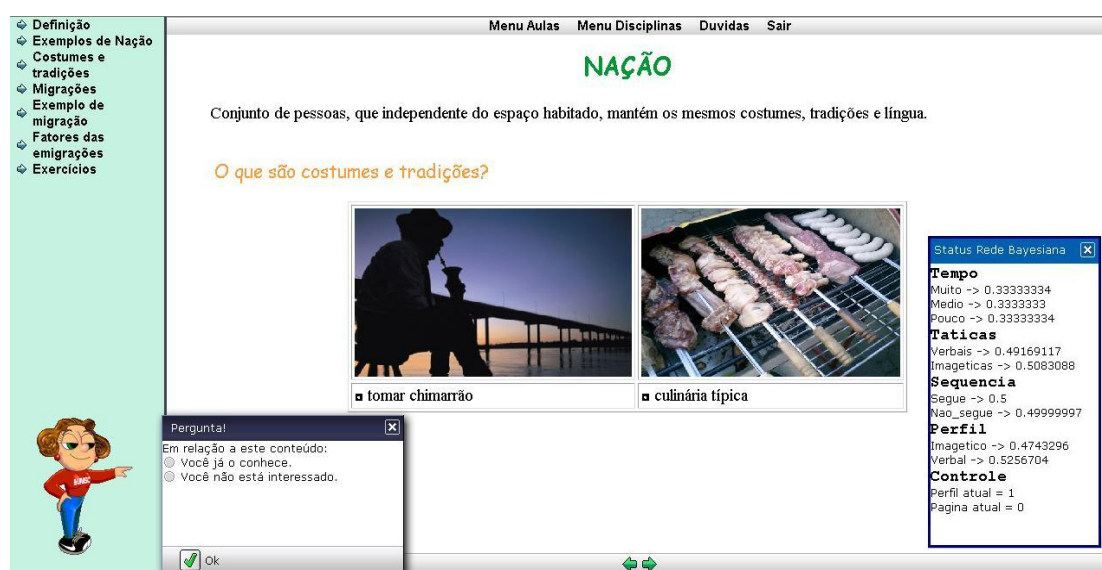 Definição
Exemplos de Nação
Costumes e
tradições
Migrações
Exemplo de
migração
Fatores das
emigrações
Exercícios
Menu Aulas Menu Disciplinas Duvidas Sair
NAÇÃO
Conjunto de pessoas, que independente do espaço habitado, mantém os mesmos costumes, tradições e língua.
O que são costumes e tradições?
tomar chimarrão
culinária típica
Status Rede Bayesiana
Tempo
Muito -> 0.33333334
Medio -> 0.3333333
Pouco -> 0.33333334
Taticas
Verbais -> 0.49169117
Imageticas -> 0.5083088
Sequencia
Segue -> 0.5
Nao_segue -> 0.49999997
Perfil
Imagetico -> 0.4743296
Verbal -> 0.5256704
Controle
Perfil atual = 1
Pagina atual = 0
Pergunta!
Em relação a este conteúdo:
Você já o conhece.
Você não está interessado.
Ok